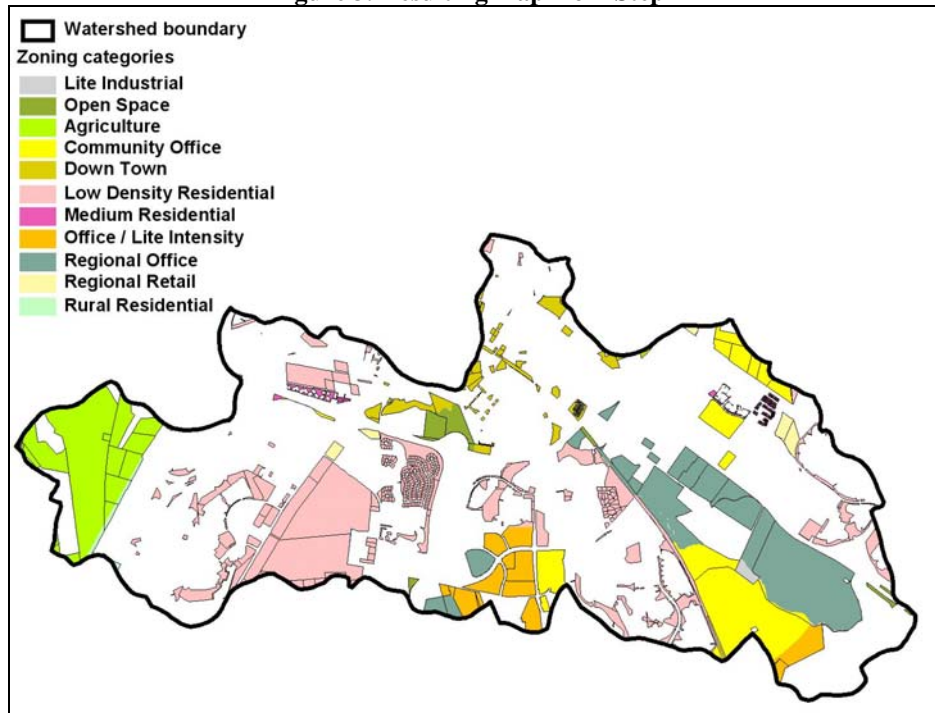 Watershed boundary
Zoning categories
Lite Industrial
Open Space
Agriculture
Community Office
Down Town
Low Density Residential
Medium Residential
Office / Lite Intensity
Regional Office
Regional Retail
Rural Residential